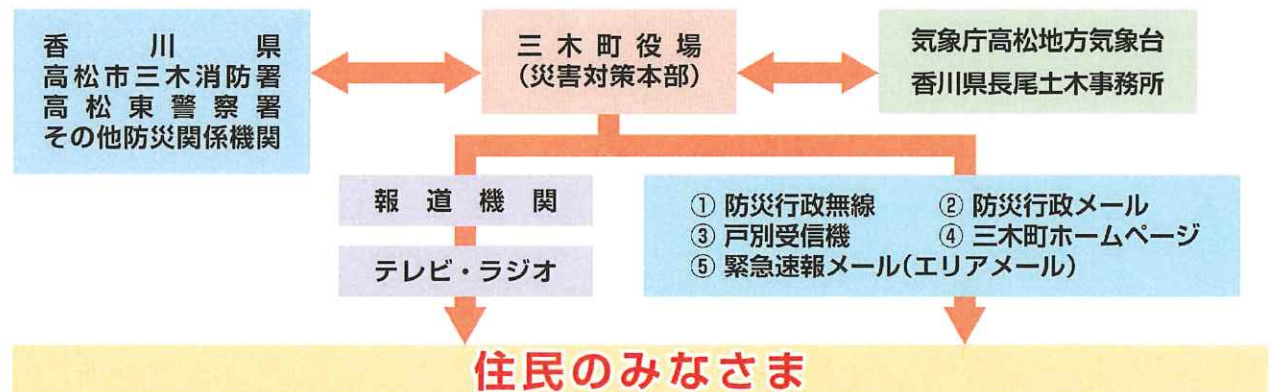 香川県
高松市三木消防署
高松東警察署
その他防災関係機関
三木町役場
(災害対策本部)
気象庁高松地方気象台
香川県長尾土木事務所
報道機関
テレビ・ラジオ
① 防災行政無線 ② 防災行政メール
③ 戸別受信機 ④ 三木町ホームページ
⑤ 緊急速報メール(エリアメール)
住民のみなさま